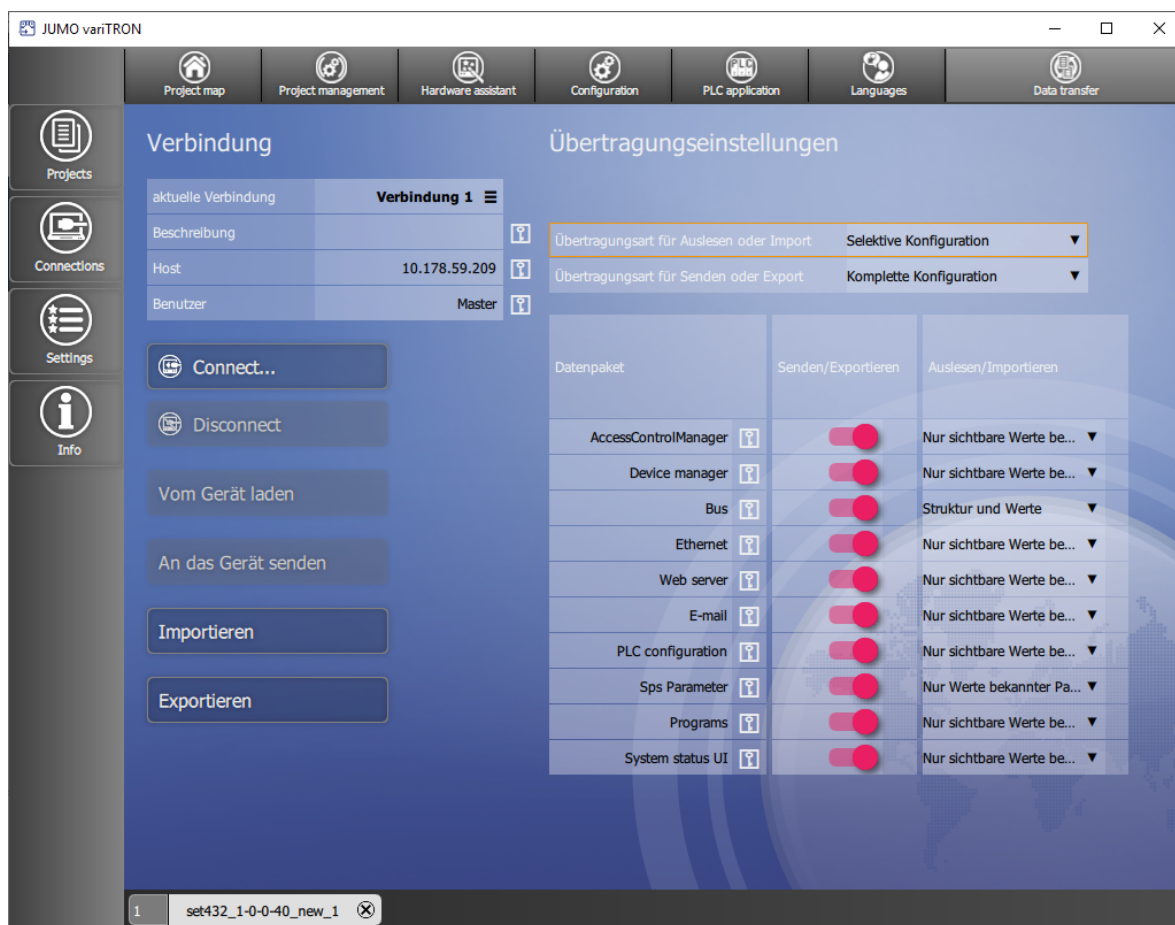 JUMO variTRON
Project map
Project management
Hardware assistant
Configuration
PLC application
Languages
Data transfer
Projects
Connections
Settings
Info
Verbindung
aktuelle Verbindung Verbindung 1
Beschreibung
Host 10.178.59.209
Benutzer Master
Connect...
Disconnect
Vom Gerät laden
An das Gerät senden
Importieren
Exportieren
Übertragungseinstellungen
Übertragungsart für Auslesen oder Import Selektive Konfiguration
Übertragungsart für Senden oder Export Komplette Konfiguration
Datenpaket Senden/Exportieren Auslesen/Importieren
AccessControlManager Nur sichtbare Werte be...
Device manager Nur sichtbare Werte be...
Bus Struktur und Werte
Ethernet Nur sichtbare Werte be...
Web server Nur sichtbare Werte be...
E-mail Nur sichtbare Werte be...
PLC configuration Nur sichtbare Werte be...
Sps Parameter Nur Werte bekannter Pa...
Programs Nur sichtbare Werte be...
System status UI Nur sichtbare Werte be...
1 set432_1-0-0-40_new_1